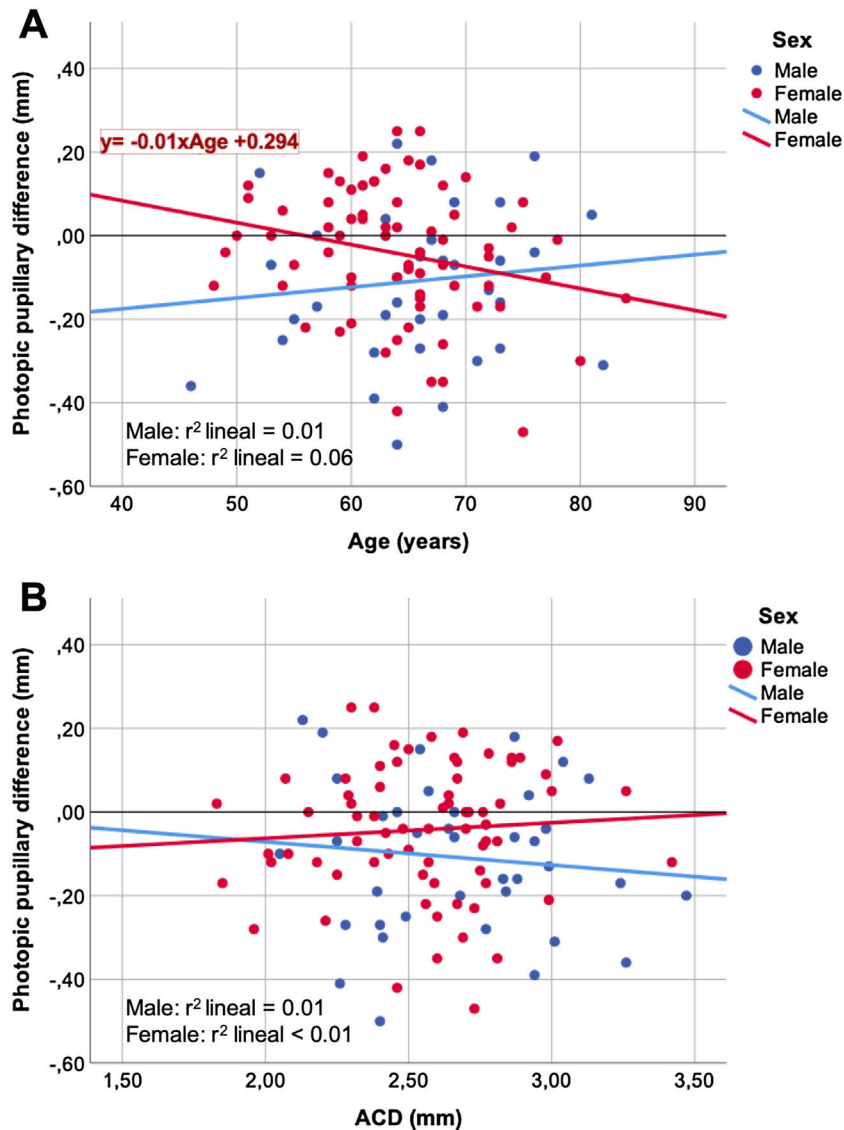 A
Sex
Male
Female
Male
Female
Photopic pupillary difference (mm)
,40
,20
,00
-,20
-,40
-,60
y= -0.01xAge +0.294
Male: r² lineal = 0.01
Female: r² lineal = 0.06
40 50 60 70 80 90
Age (years)
B
Sex
Male
Female
Male
Female
Photopic pupillary difference (mm)
,40
,20
,00
-,20
-,40
-,60
Male: r² lineal = 0.01
Female: r² lineal < 0.01
1,50 2,00 2,50 3,00 3,50
ACD (mm)